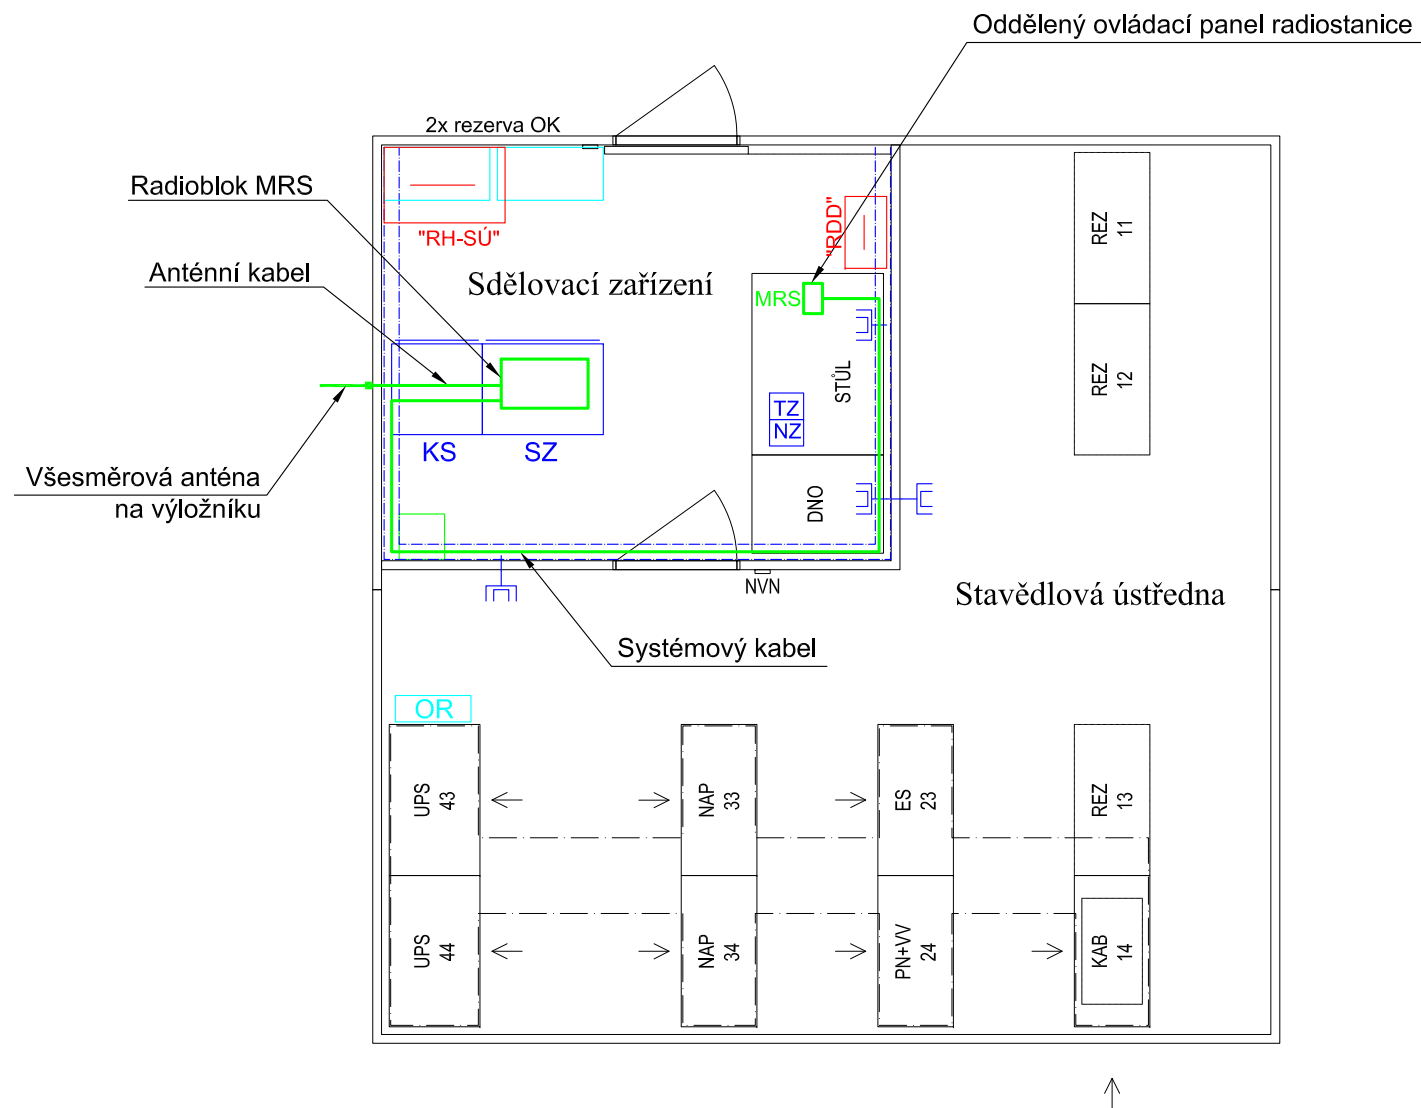 Oddělený ovládací panel radiostanice
2x rezerva OK
Radioblok MRS
"RH-SÚ"
"RDD"
REZ 11
Anténní kabel
Sdělovací zařízení
MRS
STŮL
REZ 12
TZ
NZ
KS
SZ
Všesměrová anténa
na výložníku
DNO
NVN
Stavědlová ústředna
Systémový kabel
OR
UPS 43
NAP 33
ES 23
REZ 13
UPS 44
NAP 34
PN+VV 24
KAB 14